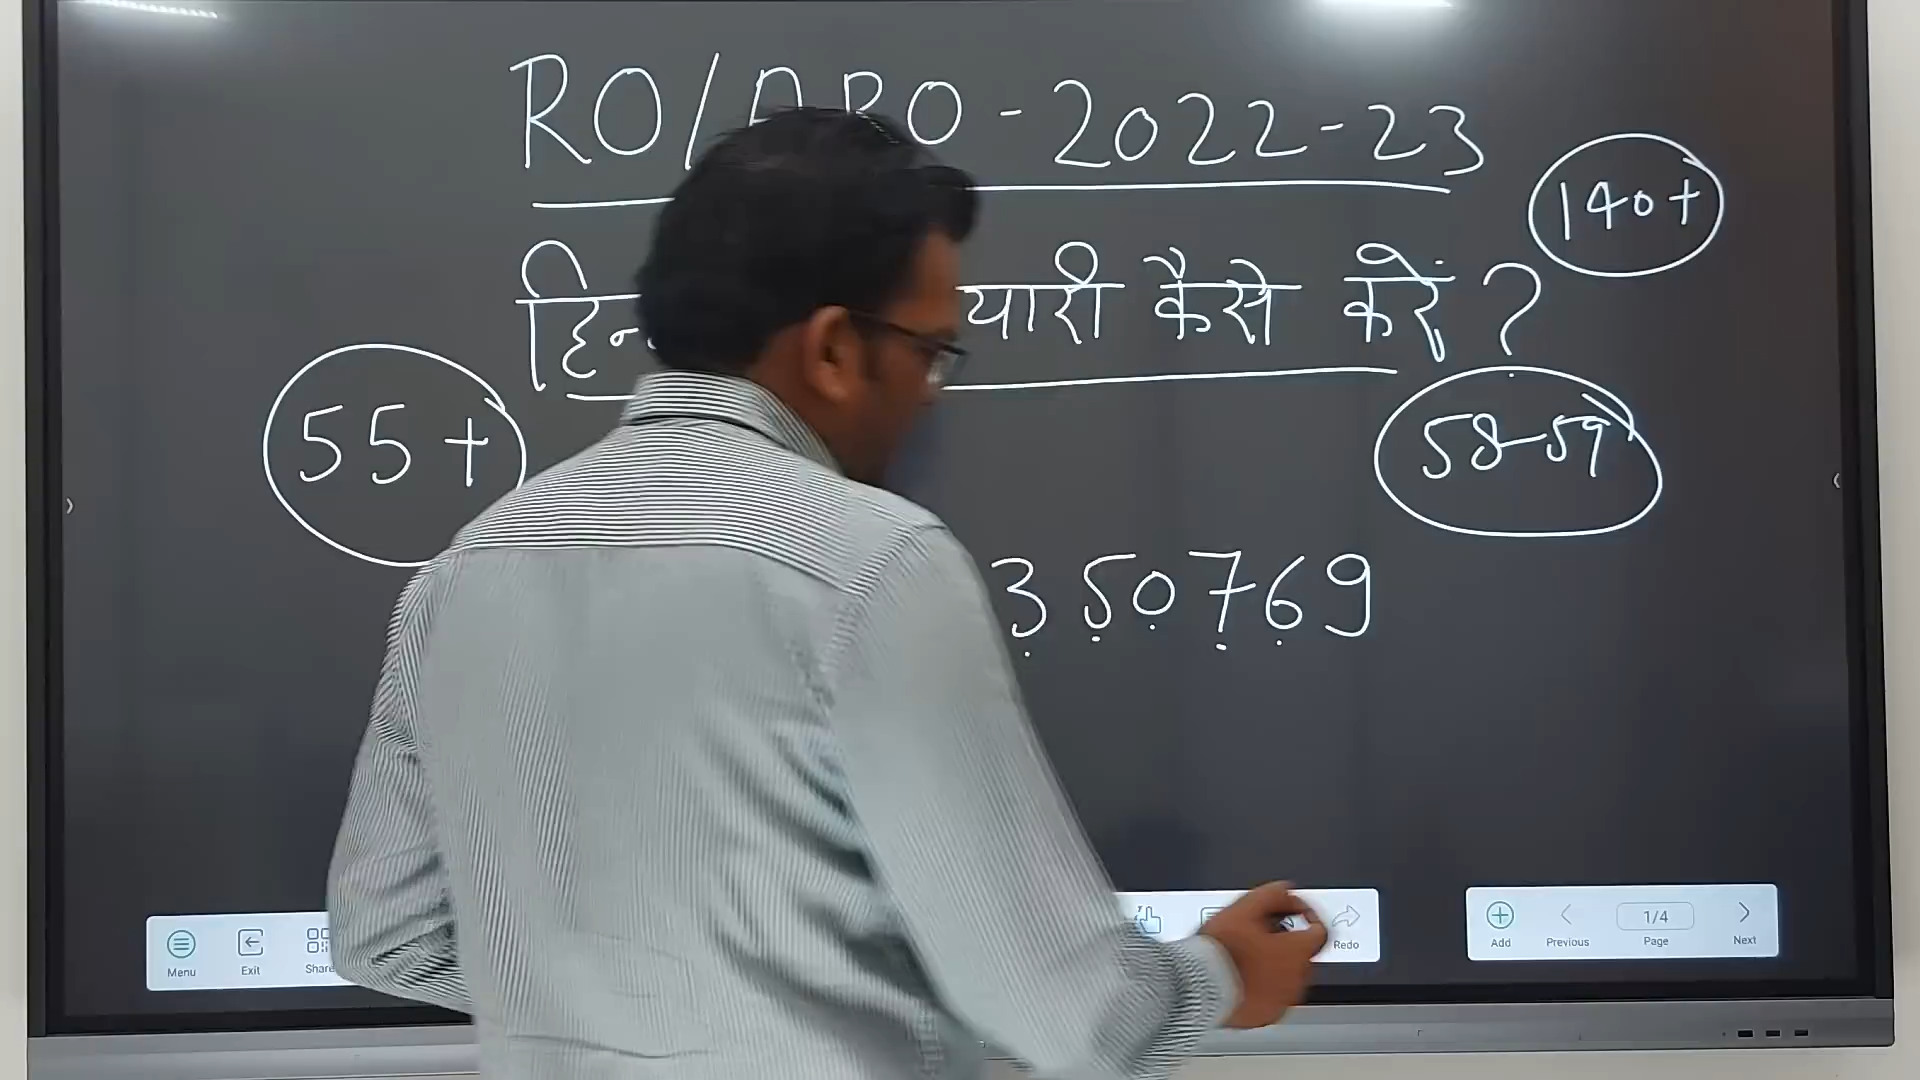 RO/ARO-2022-23
140+
यारी कैसे करें ?
55+
58-59
350769
Menu Exit Share Redo
Add Previous 1/4 Page Next